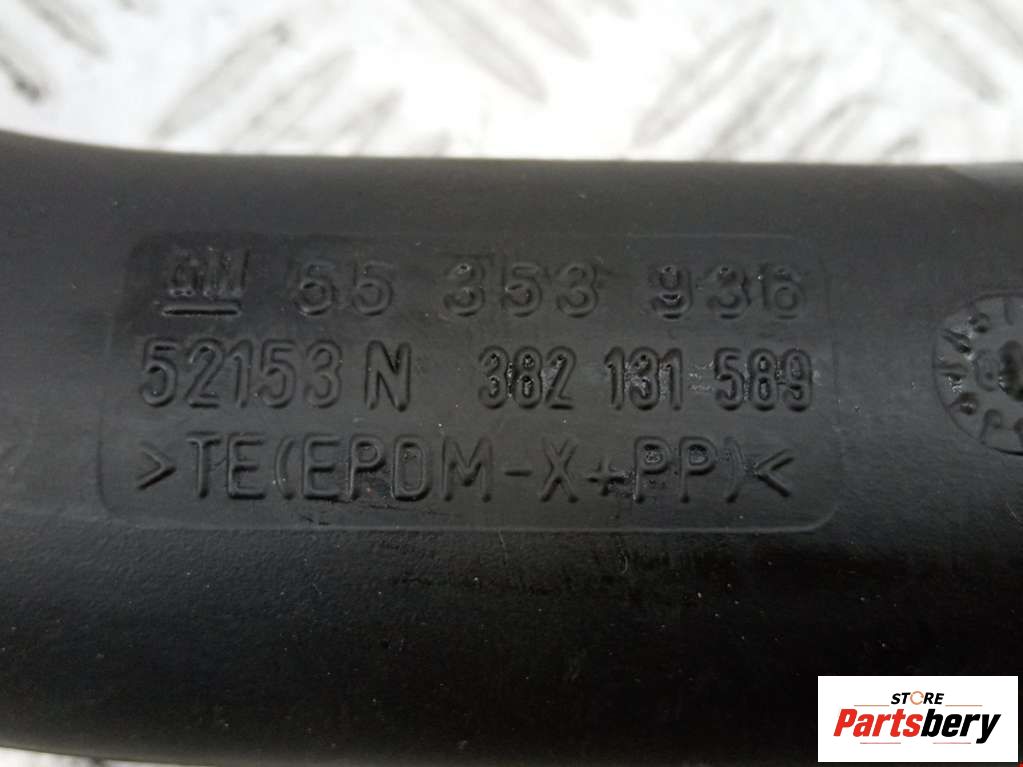 GM 55 353 936
52153 N 382 131 589
>TE(EPDM-X+PP)<
STORE
Partsbery